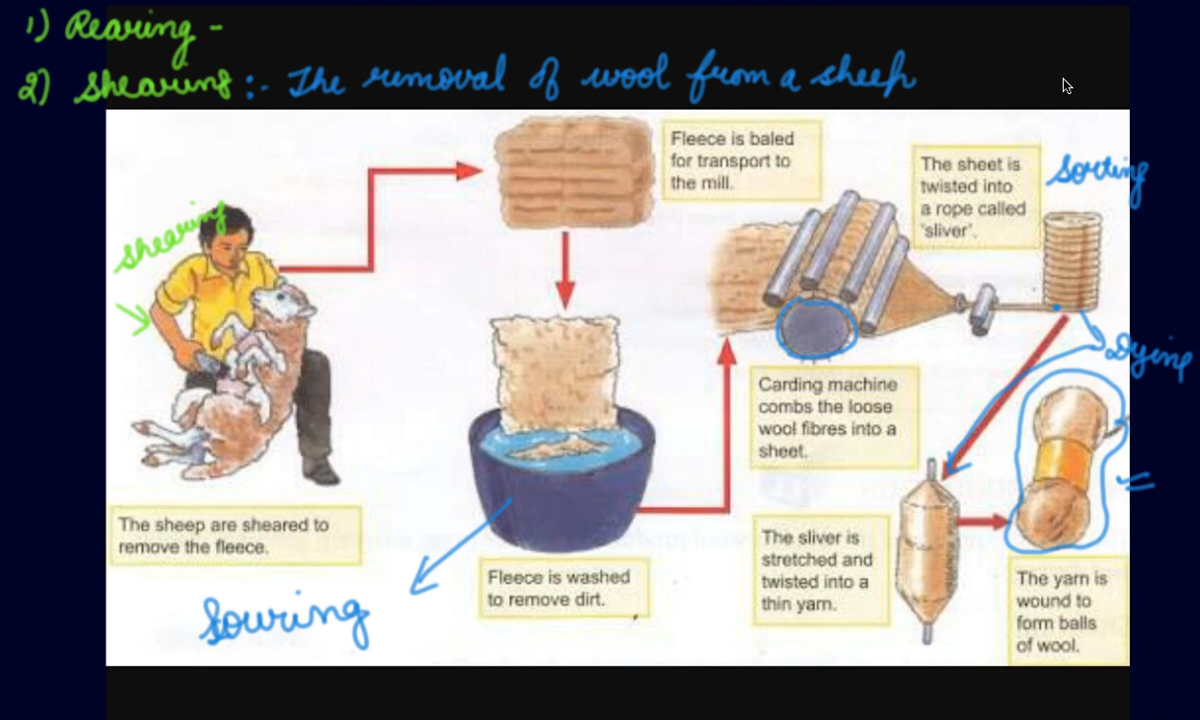 1) Rearing -
2) Shearing :- The removal of wool from a sheep
Fleece is baled
for transport to
the mill.
The sheet is
twisted into
a rope called
'sliver'.
Sorting
shearing
Dying
Carding machine
combs the loose
wool fibres into a
sheet.
The sheep are sheared to
remove the fleece.
Fleece is washed
to remove dirt.
The sliver is
stretched and
twisted into a
thin yarn.
The yarn is
wound to
form balls
of wool.
Souring